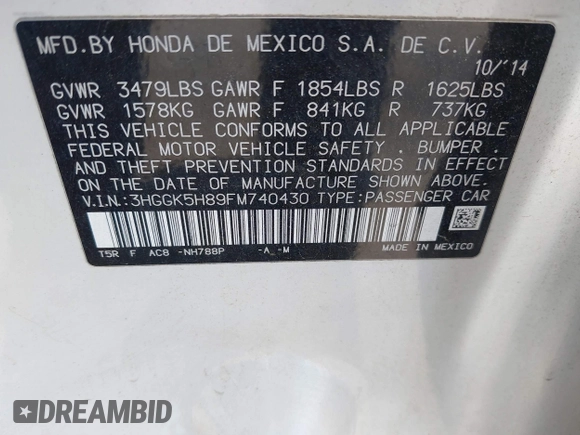 MFD.BY HONDA DE MEXICO S.A. DE C.V.
10/'14
GVWR 3479LBS GAWR F 1854LBS R 1625LBS
GVWR 1578KG GAWR F 841KG R 737KG
THIS VEHICLE CONFORMS TO ALL APPLICABLE
FEDERAL MOTOR VEHICLE SAFETY . BUMPER .
AND THEFT PREVENTION STANDARDS IN EFFECT
ON THE DATE OF MANUFACTURE SHOWN ABOVE.
V.I.N.:3HGGK5H89FM740430 TYPE:PASSENGER CAR
T5R F AC8 -NH788P -A_-M MADE IN MEXICO
DREAMBID